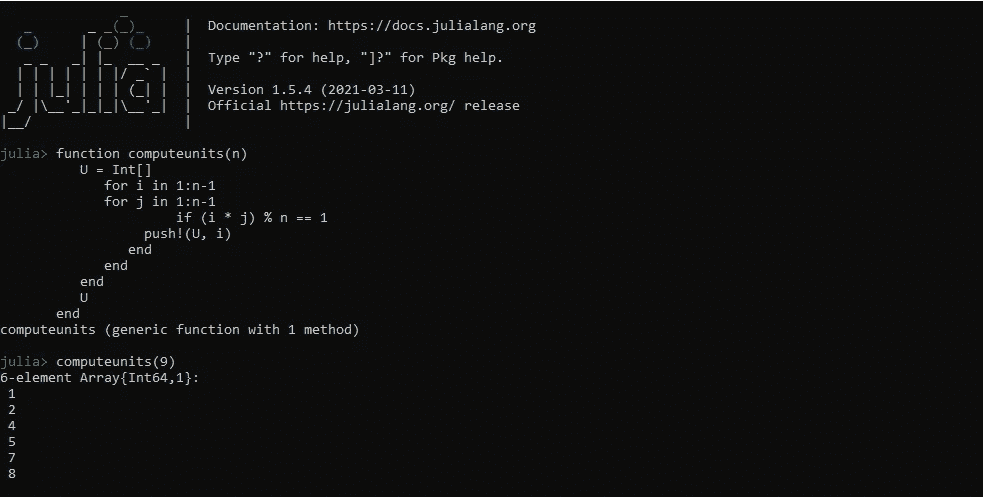 _
   _       _ _(_)_     |  Documentation: https://docs.julialang.org
  (_)     | (_) (_)    |
   _ _   _| |_  __ _   |  Type "?" for help, "]?" for Pkg help.
  | | | | | | |/ _` |  |
  | | |_| | | | (_| |  |  Version 1.5.4 (2021-03-11)
 _/ |\__'_|_|_|\__'_|  |  Official https://julialang.org/ release
|__/                   |
julia> function computeunits(n)
          U = Int[]
             for i in 1:n-1
             for j in 1:n-1
                      if (i * j) % n == 1
                  push!(U, i)
                end
             end
          end
          U
       end
computeunits (generic function with 1 method)
julia> computeunits(9)
6-element Array{Int64,1}:
 1
 2
 4
 5
 7
 8